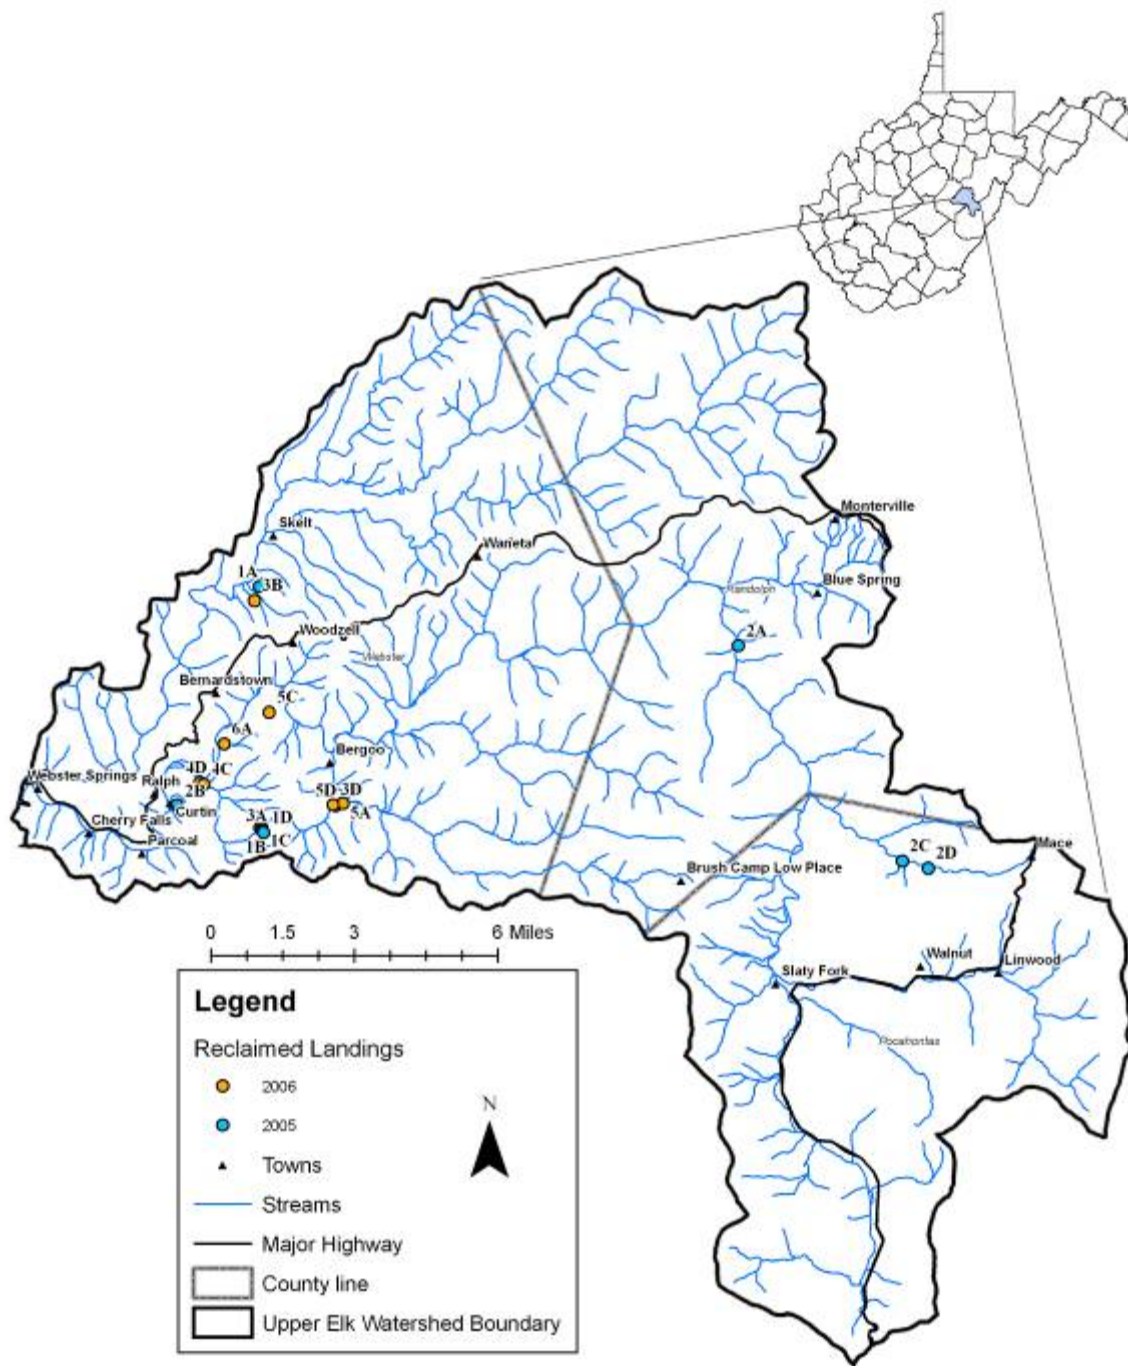 Monterville
Skelt
Warieta
1A
3B
Blue Spring
Randolph
Woodzell
2A
Webster
Bernardstown
5C
6A
Bergoo
4D
4C
Webster Springs
Ralph
2B
5D
3D
Curtin
5A
3A
1D
Cherry Falls
1B
1C
Parcoal
Mace
2C
2D
Brush Camp Low Place
0 1.5 3 6 Miles
Walnut
Linwood
Slaty Fork
Legend
Reclaimed Landings
Pocahontas
2006
N
2005
Towns
Streams
Major Highway
County line
Upper Elk Watershed Boundary